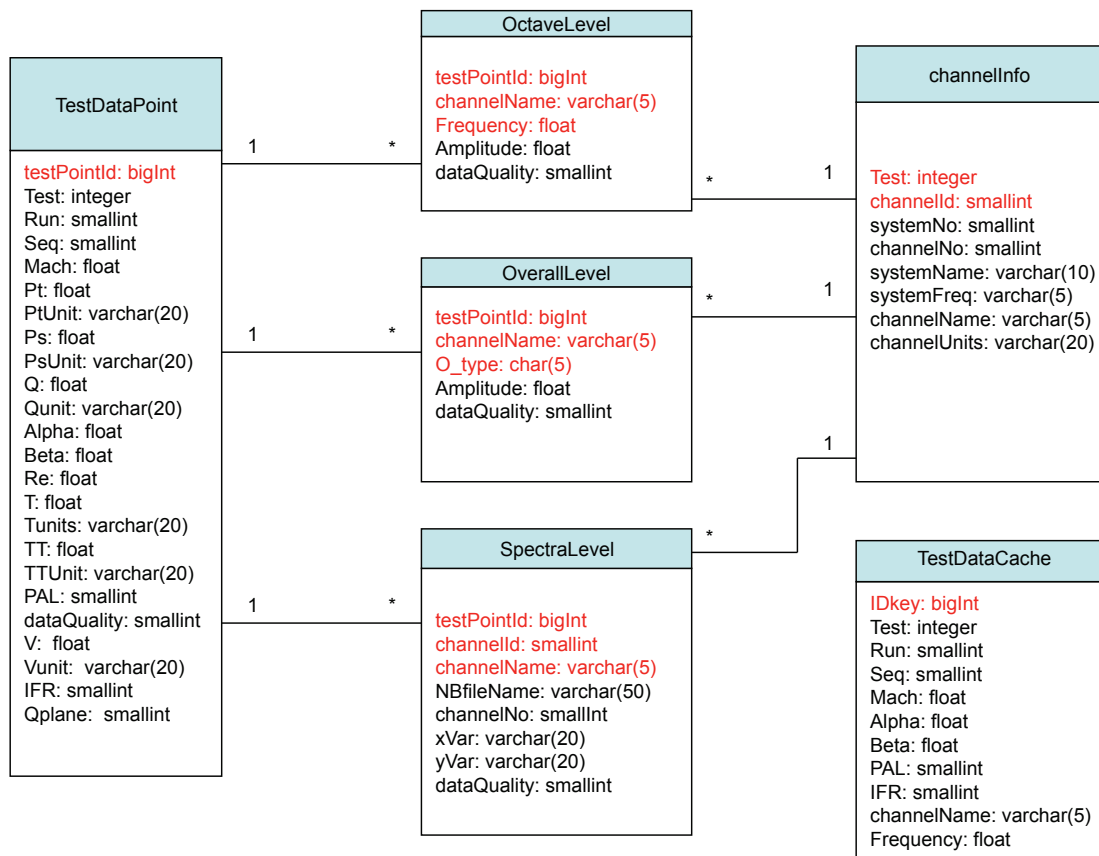 TestDataPoint
testPointId: bigInt
Test: integer
Run: smallint
Seq: smallint
Mach: float
Pt: float
PtUnit: varchar(20)
Ps: float
PsUnit: varchar(20)
Q: float
Qunit: varchar(20)
Alpha: float
Beta: float
Re: float
T: float
Tunits: varchar(20)
TT: float
TTUnit: varchar(20)
PAL: smallint
dataQuality: smallint
V: float
Vunit: varchar(20)
IFR: smallint
Qplane: smallint
1
*
1
*
1
*
OctaveLevel
testPointId: bigInt
channelName: varchar(5)
Frequency: float
Amplitude: float
dataQuality: smallint
OverallLevel
testPointId: bigInt
channelName: varchar(5)
O_type: char(5)
Amplitude: float
dataQuality: smallint
SpectraLevel
testPointId: bigInt
channelId: smallint
channelName: varchar(5)
NBfileName: varchar(50)
channelNo: smallInt
xVar: varchar(20)
yVar: varchar(20)
dataQuality: smallint
*
1
*
1
*
1
channelInfo
Test: integer
channelId: smallint
systemNo: smallint
channelNo: smallint
systemName: varchar(10)
systemFreq: varchar(5)
channelName: varchar(5)
channelUnits: varchar(20)
TestDataCache
IDkey: bigInt
Test: integer
Run: smallint
Seq: smallint
Mach: float
Alpha: float
Beta: float
PAL: smallint
IFR: smallint
channelName: varchar(5)
Frequency: float